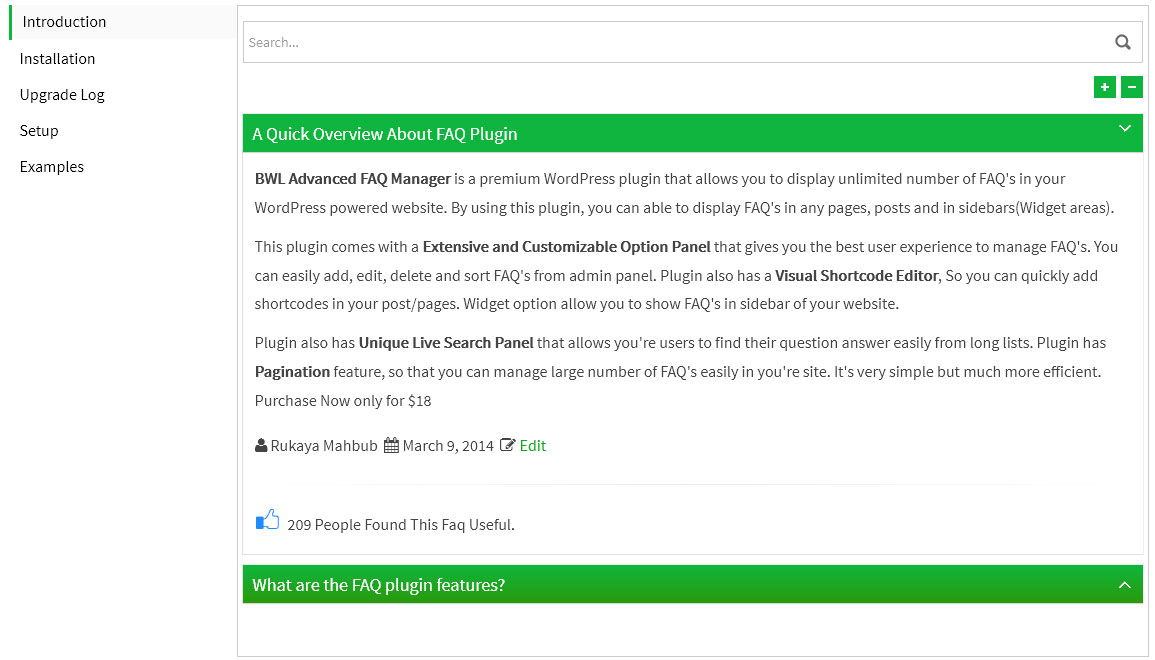 Introduction
Installation
Upgrade Log
Setup
Examples
Search...
A Quick Overview About FAQ Plugin
BWL Advanced FAQ Manager is a premium WordPress plugin that allows you to display unlimited number of FAQ's in your
WordPress powered website. By using this plugin, you can able to display FAQ's in any pages, posts and in sidebars(Widget areas).
This plugin comes with a Extensive and Customizable Option Panel that gives you the best user experience to manage FAQ's. You
can easily add, edit, delete and sort FAQ's from admin panel. Plugin also has a Visual Shortcode Editor, So you can quickly add
shortcodes in your post/pages. Widget option allow you to show FAQ's in sidebar of your website.
Plugin also has Unique Live Search Panel that allows you're users to find their question answer easily from long lists. Plugin has
Pagination feature, so that you can manage large number of FAQ's easily in you're site. It's very simple but much more efficient.
Purchase Now only for $18
Rukaya Mahbub March 9, 2014 Edit
209 People Found This Faq Useful.
What are the FAQ plugin features?